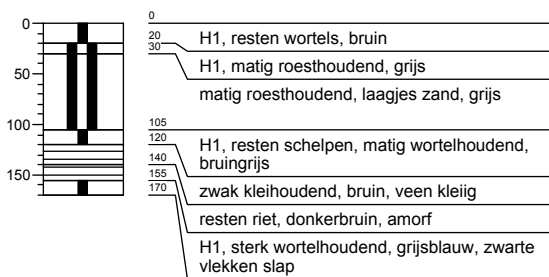 0
50
100
150
0
20
H1, resten wortels, bruin
30
H1, matig roesthoudend, grijs
matig roesthoudend, laagjes zand, grijs
105
120
H1, resten schelpen, matig wortelhoudend,
bruingrijs
140
zwak kleihoudend, bruin, veen kleiig
155
resten riet, donkerbruin, amorf
170
H1, sterk wortelhoudend, grijsblauw, zwarte
vlekken slap